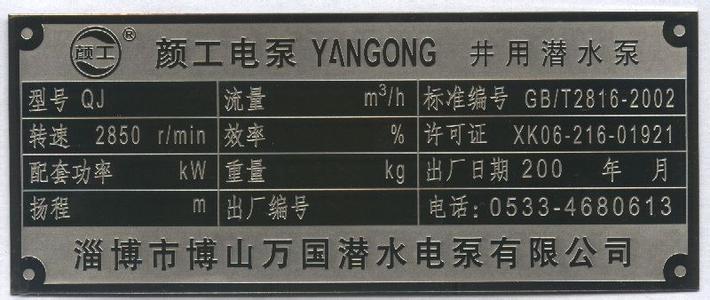 颜工® 颜工电泵 YANGONG 井用潜水泵
型号 QJ 流量 m³/h 标准编号 GB/T2816-2002
转速 2850 r/min 效率 % 许可证 XK06-216-01921
配套功率 kW 重量 kg 出厂日期 200 年 月
扬程 m 出厂编号 电话:0533-4680613
淄博市博山万国潜水电泵有限公司